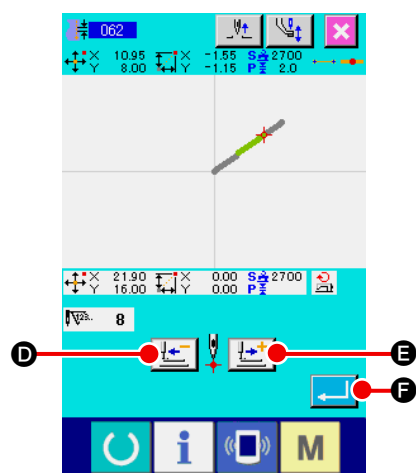 062
X 10.95 X -1.55 S 2700
Y 8.00 Y -1.15 P 2.0
X 21.90 X 0.00 S 2700
Y 16.00 Y 0.00 P
123.. 8
D E
F
i M